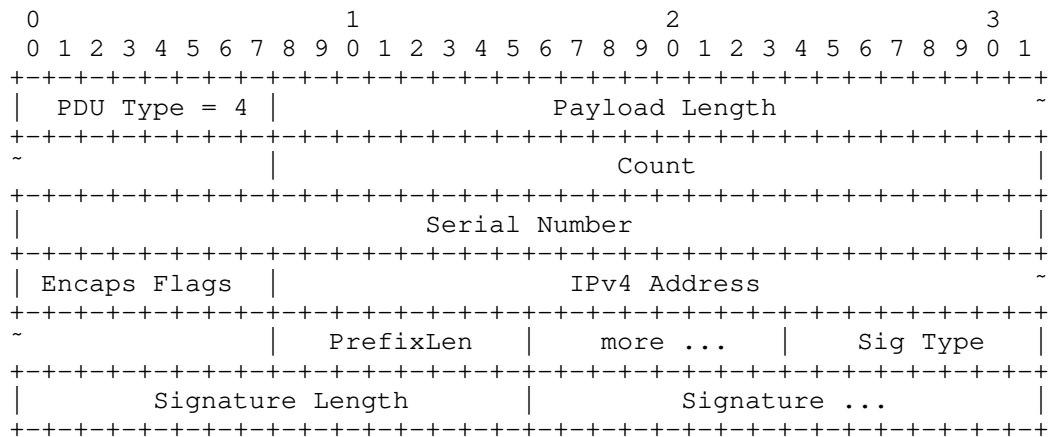 0                   1                   2                   3
0 1 2 3 4 5 6 7 8 9 0 1 2 3 4 5 6 7 8 9 0 1 2 3 4 5 6 7 8 9 0 1
+-+-+-+-+-+-+-+-+-+-+-+-+-+-+-+-+-+-+-+-+-+-+-+-+-+-+-+-+-+-+-+-+
|  PDU Type = 4 |                 Payload Length                ~
+-+-+-+-+-+-+-+-+-+-+-+-+-+-+-+-+-+-+-+-+-+-+-+-+-+-+-+-+-+-+-+-+
~               |                     Count                     |
+-+-+-+-+-+-+-+-+-+-+-+-+-+-+-+-+-+-+-+-+-+-+-+-+-+-+-+-+-+-+-+-+
|                         Serial Number                         |
+-+-+-+-+-+-+-+-+-+-+-+-+-+-+-+-+-+-+-+-+-+-+-+-+-+-+-+-+-+-+-+-+
| Encaps Flags  |                  IPv4 Address                 ~
+-+-+-+-+-+-+-+-+-+-+-+-+-+-+-+-+-+-+-+-+-+-+-+-+-+-+-+-+-+-+-+-+
~               |   PrefixLen   |    more ...   |    Sig Type   |
+-+-+-+-+-+-+-+-+-+-+-+-+-+-+-+-+-+-+-+-+-+-+-+-+-+-+-+-+-+-+-+-+
|        Signature Length       |         Signature ...         |
+-+-+-+-+-+-+-+-+-+-+-+-+-+-+-+-+-+-+-+-+-+-+-+-+-+-+-+-+-+-+-+-+